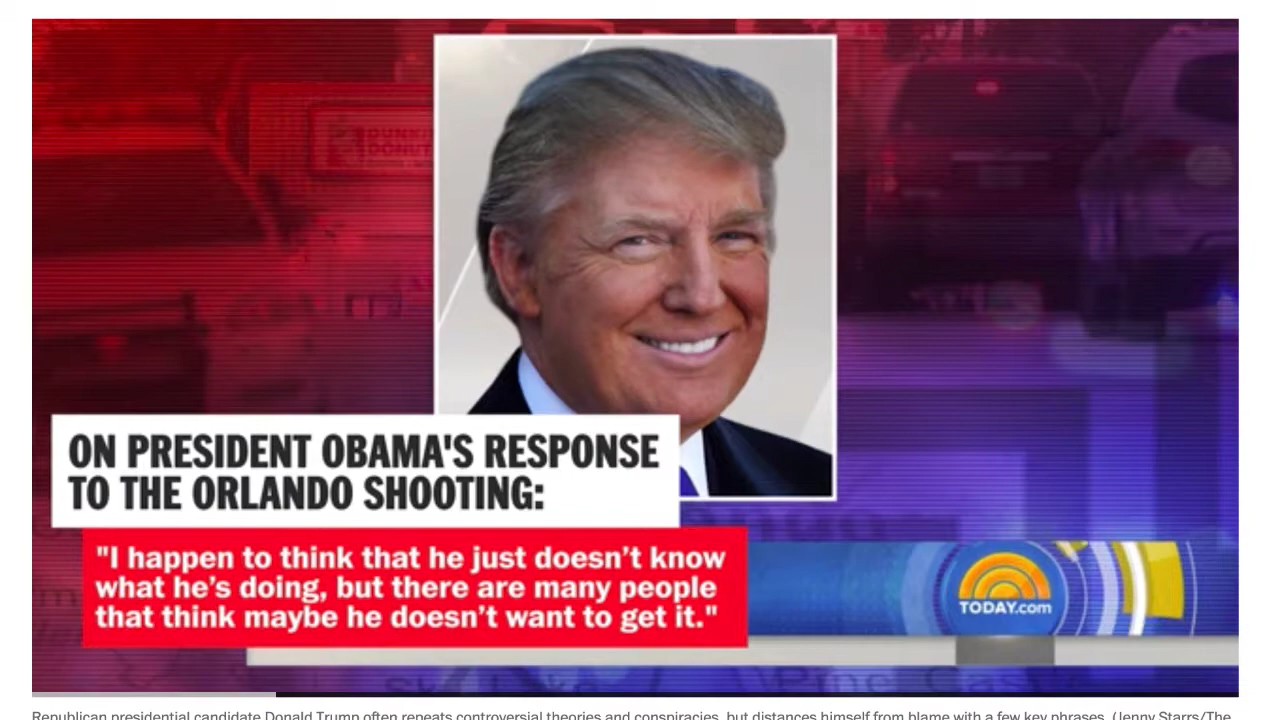 DUNKIN'
DONUTS
ON PRESIDENT OBAMA'S RESPONSE
TO THE ORLANDO SHOOTING:
"I happen to think that he just doesn't know
what he's doing, but there are many people
that think maybe he doesn't want to get it."
TODAY.com
Republican presidential candidate Donald Trump often repeats controversial theories and conspiracies, but distances himself from blame with a few key phrases. (Jenny Starrs/The